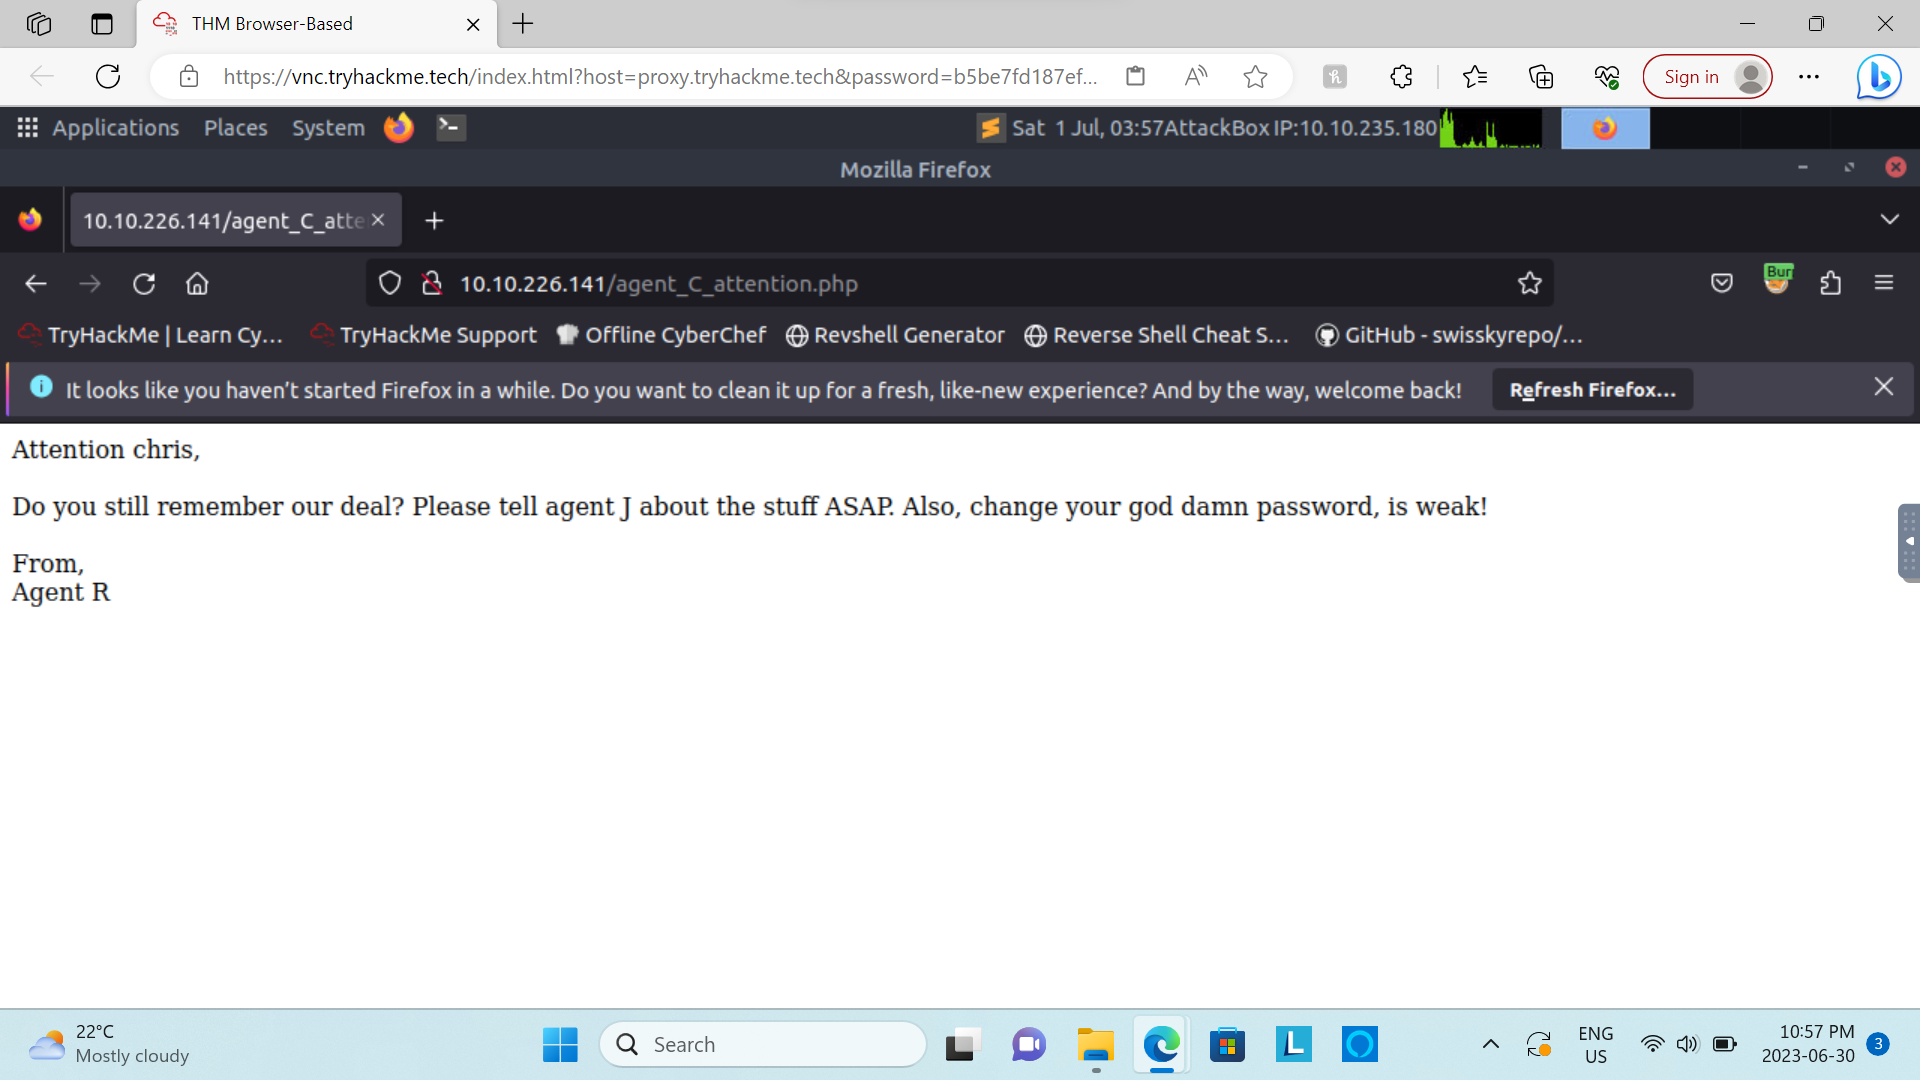 THM Browser-Based
https://vnc.tryhackme.tech/index.html?host=proxy.tryhackme.tech&password=b5be7fd187ef...
Sign in
Applications Places System Sat 1 Jul, 03:57 AttackBox IP:10.10.235.180
Mozilla Firefox
10.10.226.141/agent_C_atte
10.10.226.141/agent_C_attention.php
Bur
TryHackMe | Learn Cy... TryHackMe Support Offline CyberChef Revshell Generator Reverse Shell Cheat S... GitHub - swisskyrepo/...
It looks like you haven't started Firefox in a while. Do you want to clean it up for a fresh, like-new experience? And by the way, welcome back! Refresh Firefox...
Attention chris,
Do you still remember our deal? Please tell agent J about the stuff ASAP. Also, change your god damn password, is weak!
From,
Agent R
22°C
Mostly cloudy
Search
ENG
US
10:57 PM
2023-06-30
3